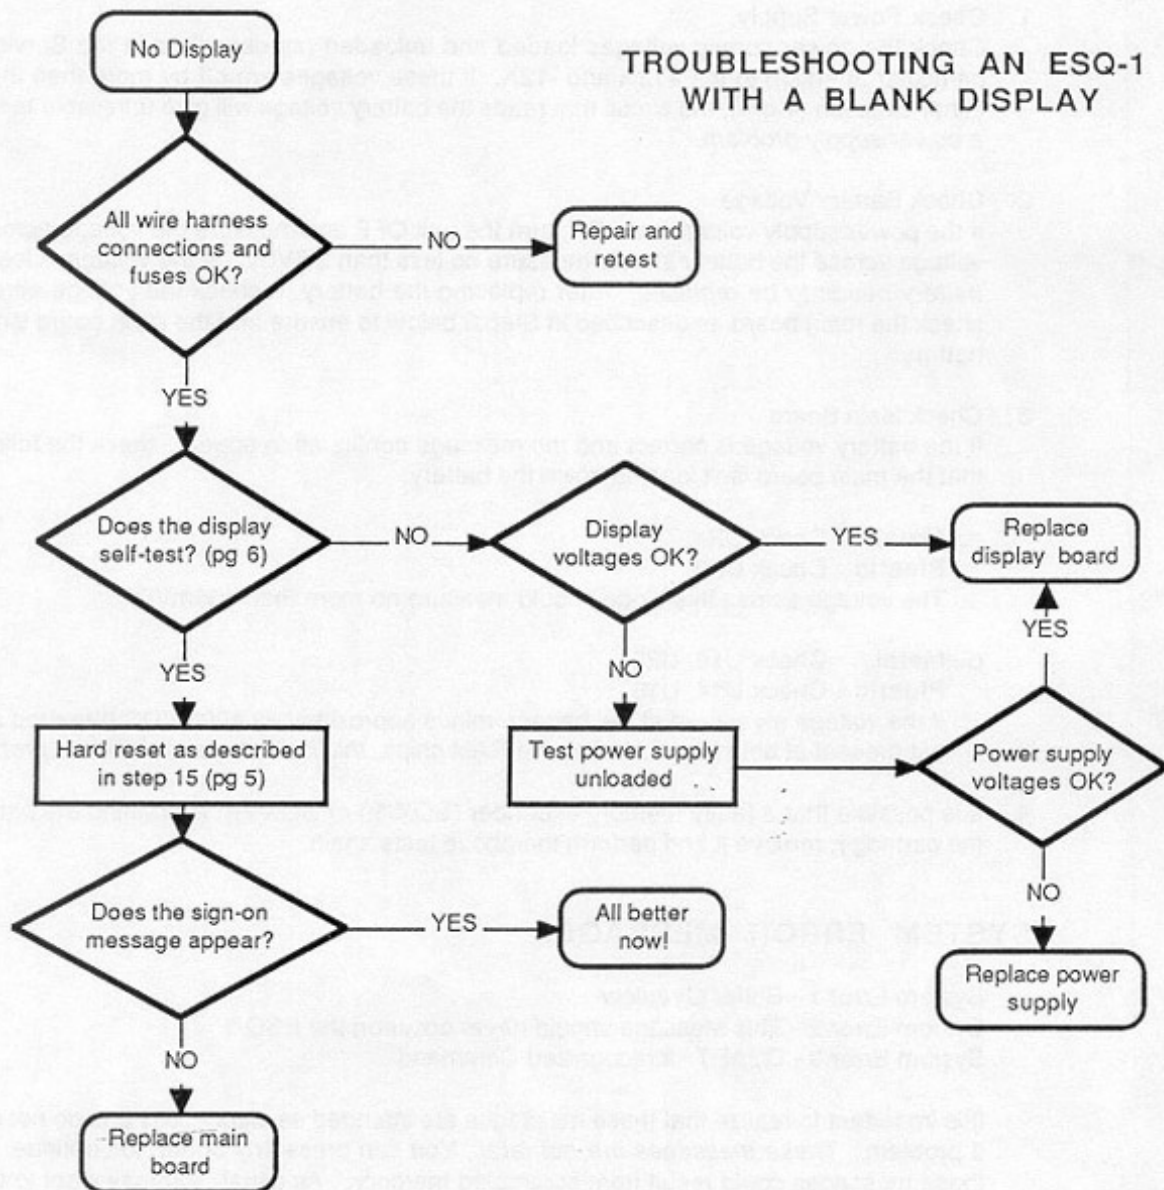 TROUBLESHOOTING AN ESQ-1
WITH A BLANK DISPLAY
No Display
All wire harness
connections and
fuses OK?
NO
Repair and
retest
YES
Does the display
self-test? (pg 6)
NO
Display
voltages OK?
YES
Replace
display board
YES
NO
YES
Hard reset as described
in step 15 (pg 5)
Test power supply
unloaded
Power supply
voltages OK?
NO
Does the sign-on
message appear?
YES
All better
now!
Replace power
supply
NO
Replace main
board